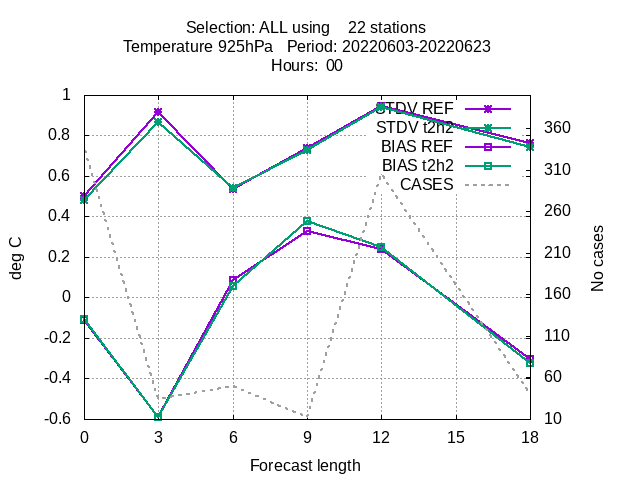 Selection: ALL using    22 stations
Temperature 925hPa   Period: 20220603-20220623
Hours:  00
STDV REF
STDV t2h2
BIAS REF
BIAS t2h2
CASES
1
0.8
0.6
0.4
0.2
0
-0.2
-0.4
-0.6
deg C
360
310
260
210
160
110
60
10
No cases
0 3 6 9 12 15 18
Forecast length